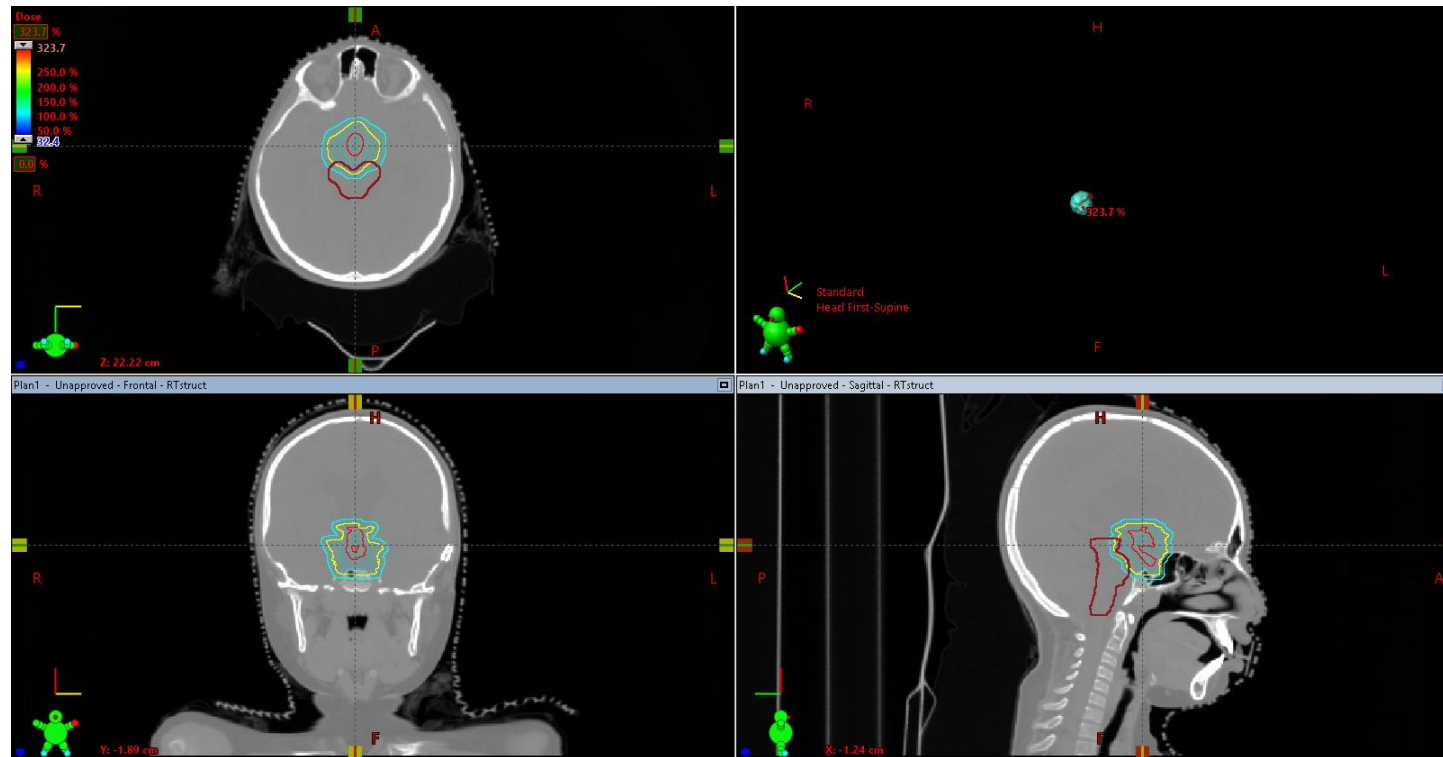 Dose
323.7 %
323.7
250.0 %
200.0 %
150.0 %
100.0 %
50.0 %
32.4
0.0 %
A
R
L
P
Z: 22.22 cm
H
R
L
F
323.7 %
Standard
Head First-Supine
Plan1 - Unapproved - Frontal - RTstruct
H
R
L
F
Y: -1.89 cm
Plan1 - Unapproved - Sagittal - RTstruct
H
P
A
F
X: -1.24 cm